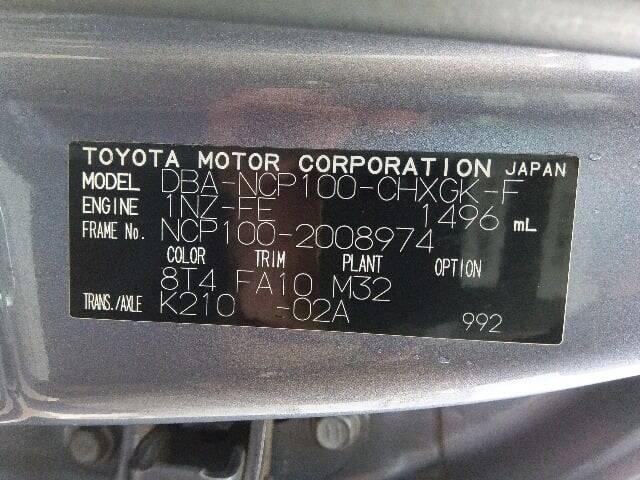 TOYOTA MOTOR CORPORATION JAPAN
MODEL DBA-NCP100-CHXGK-F
ENGINE 1NZ-FE 1496 mL
FRAME No. NCP100-2008974
COLOR TRIM PLANT OPTION
8T4 FA10 M32
TRANS./AXLE K210 -02A 992